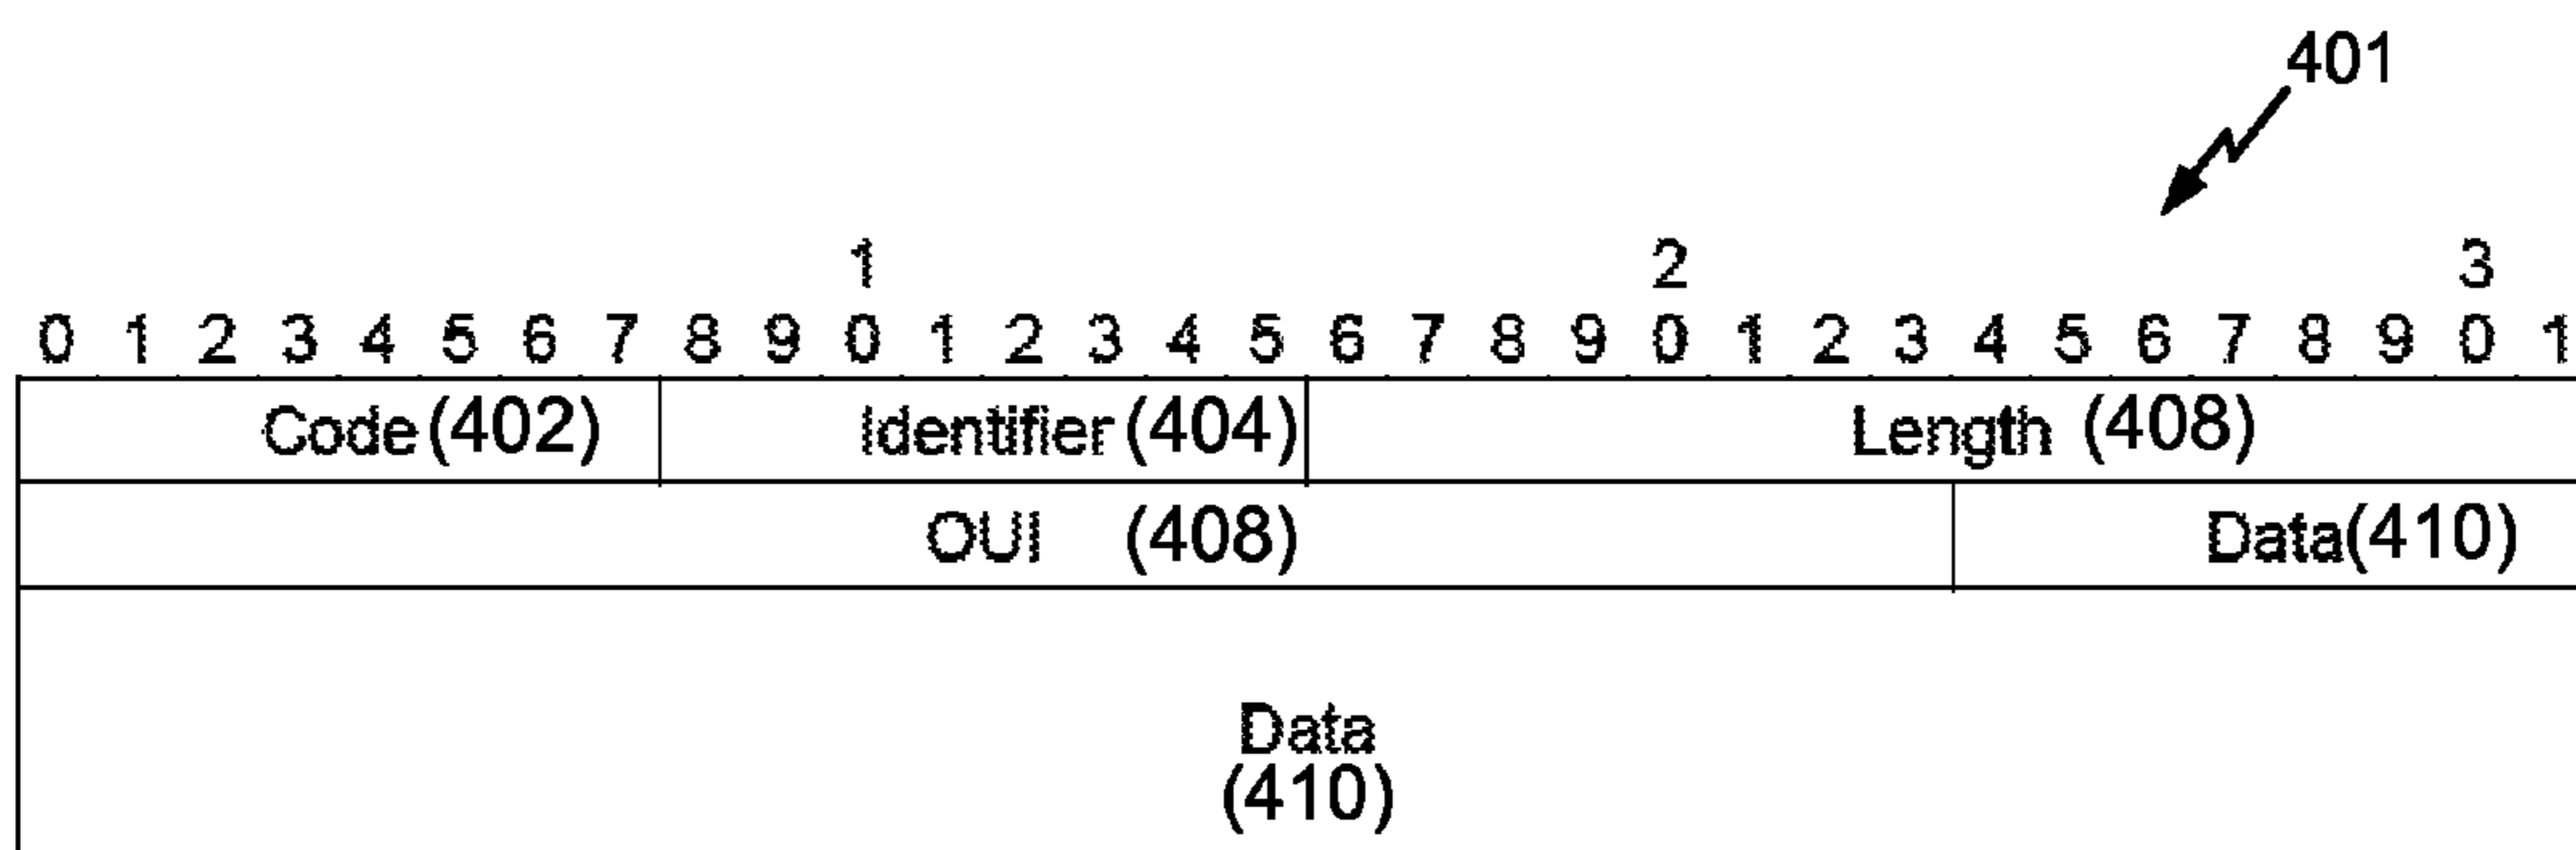 401
1 2 3
0 1 2 3 4 5 6 7 8 9 0 1 2 3 4 5 6 7 8 9 0 1 2 3 4 5 6 7 8 9 0 1
Code (402) Identifier (404) Length (408)
OUI (408) Data (410)
Data
(410)